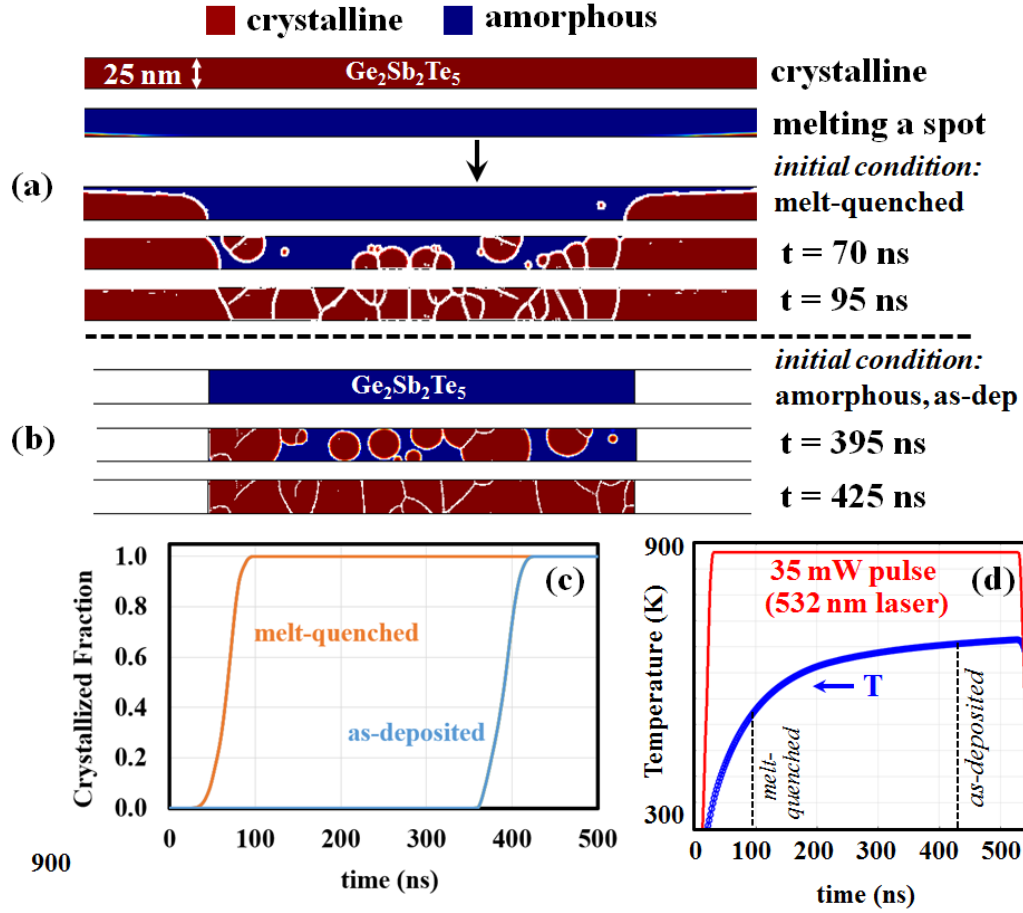 crystalline amorphous
25 nm Ge₂Sb₂Te₅ crystalline
melting a spot
(a)
initial condition:
melt-quenched
t = 70 ns
t = 95 ns
initial condition:
Ge₂Sb₂Te₅ amorphous, as-dep
(b)
t = 395 ns
t = 425 ns
(c)
Crystallized Fraction
1.0
0.8
0.6
0.4
0.2
0.0
melt-quenched
as-deposited
0 100 200 300 400 500
time (ns)
900
(d)
Temperature (K)
900
300
35 mW pulse
(532 nm laser)
T
melt-
quenched
as-deposited
0 100 200 300 400 500
time (ns)